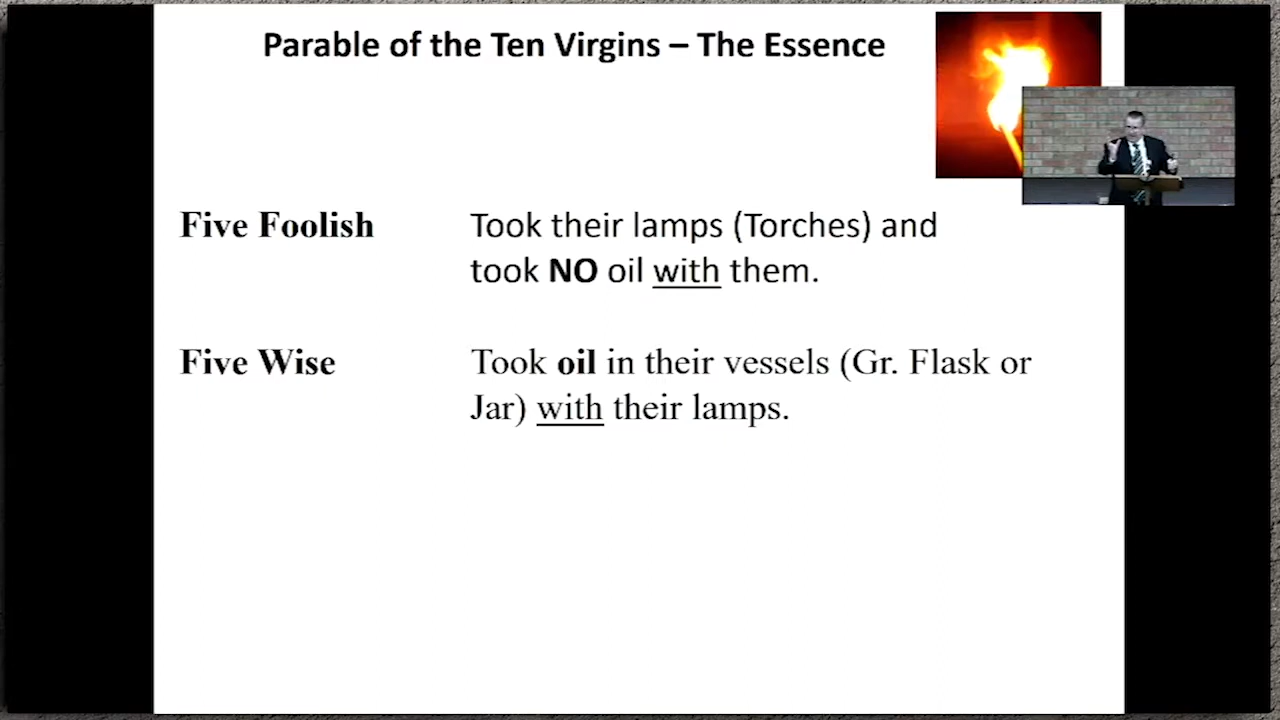 Parable of the Ten Virgins – The Essence
Five Foolish
Took their lamps (Torches) and
took NO oil with them.
Five Wise
Took oil in their vessels (Gr. Flask or
Jar) with their lamps.